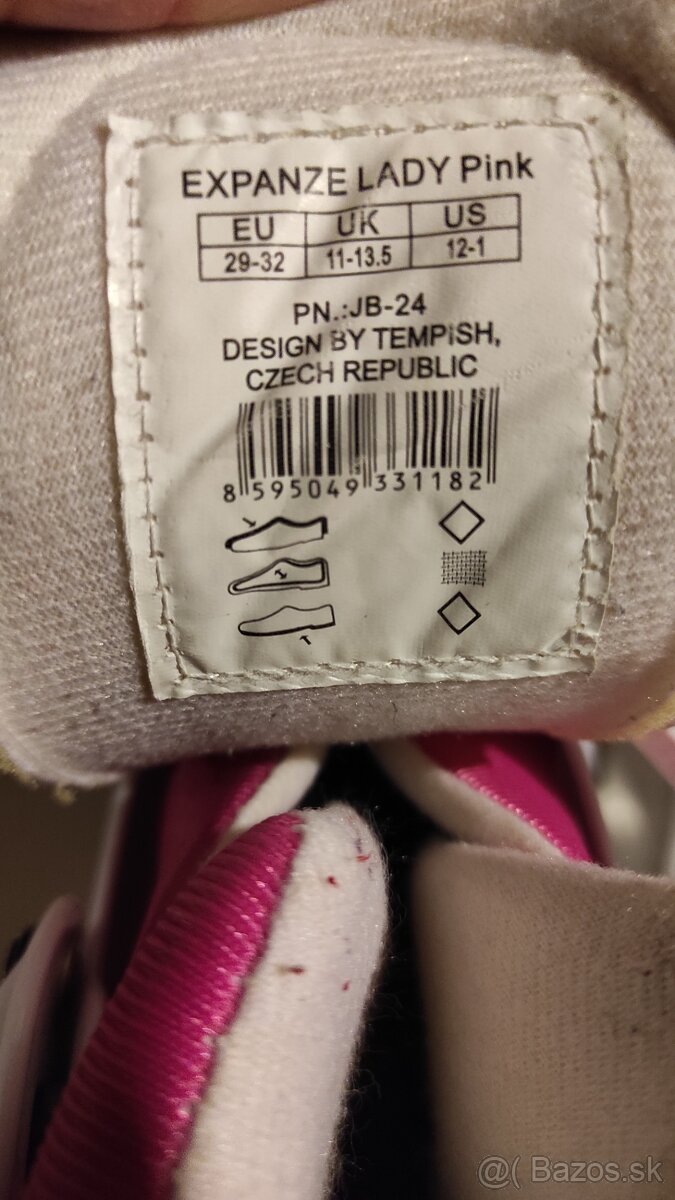 EXPANZE LADY Pink
EU UK US
29-32 11-13.5 12-1
PN.:JB-24
DESIGN BY TEMPISH,
CZECH REPUBLIC
8 595049 331182
@( Bazos.sk